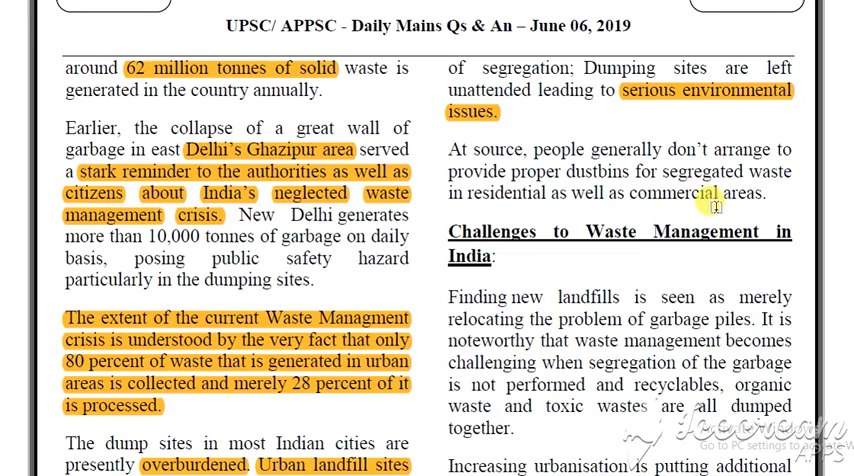 UPSC/ APPSC – Daily Mains Qs & An – June 06, 2019
around 62 million tonnes of solid waste is
generated in the country annually.
Earlier, the collapse of a great wall of
garbage in east Delhi's Ghazipur area served
a stark reminder to the authorities as well as
citizens about India's neglected waste
management crisis. New Delhi generates
more than 10,000 tonnes of garbage on daily
basis, posing public safety hazard
particularly in the dumping sites.
The extent of the current Waste Managment
crisis is understood by the very fact that only
80 percent of waste that is generated in urban
areas is collected and merely 28 percent of it
is processed.
The dump sites in most Indian cities are
presently overburdened. Urban landfill sites
of segregation; Dumping sites are left
unattended leading to serious environmental
issues.
At source, people generally don't arrange to
provide proper dustbins for segregated waste
in residential as well as commercial areas.
Challenges to Waste Management in
India:
Finding new landfills is seen as merely
relocating the problem of garbage piles. It is
noteworthy that waste management becomes
challenging when segregation of the garbage
is not performed and recyclables, organic
waste and toxic wastes are all dumped
together.
Increasing urbanisation is putting additional
Icecream
APPS
Go to PC settings to activate W